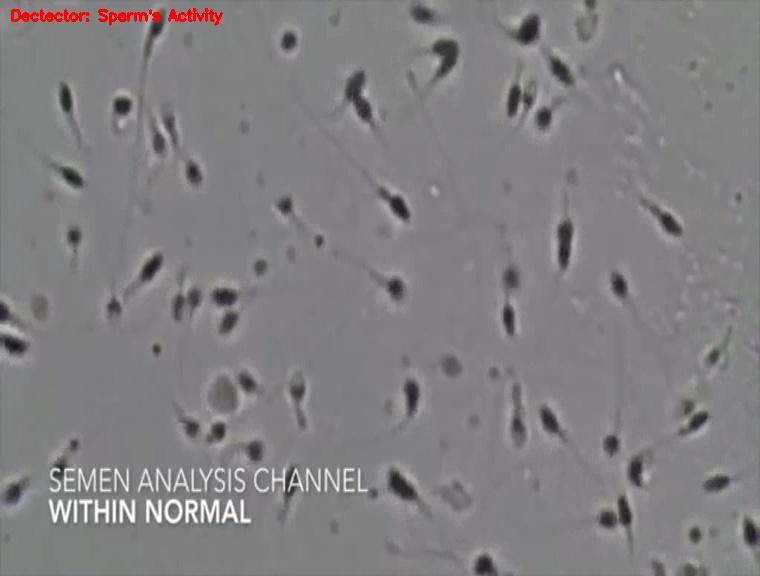 Dectector: Sperm's Activity
SEMEN ANALYSIS CHANNEL
WITHIN NORMAL